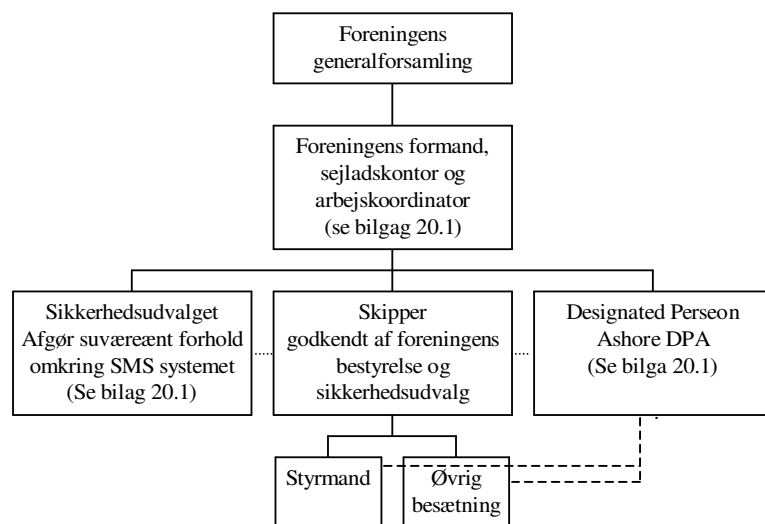 Foreningens
generalforsamling
Foreningens formand,
sejladskontor og
arbejskoordinator
(se bilgag 20.1)
Sikkerhedsudvalget
Afgør suværeænt forhold
omkring SMS systemet
(Se bilag 20.1)
Skipper
godkendt af foreningens
bestyrelse og
sikkerhedsudvalg
Designated Perseon
Ashore DPA
(Se bilga 20.1)
Styrmand
Øvrig
besætning